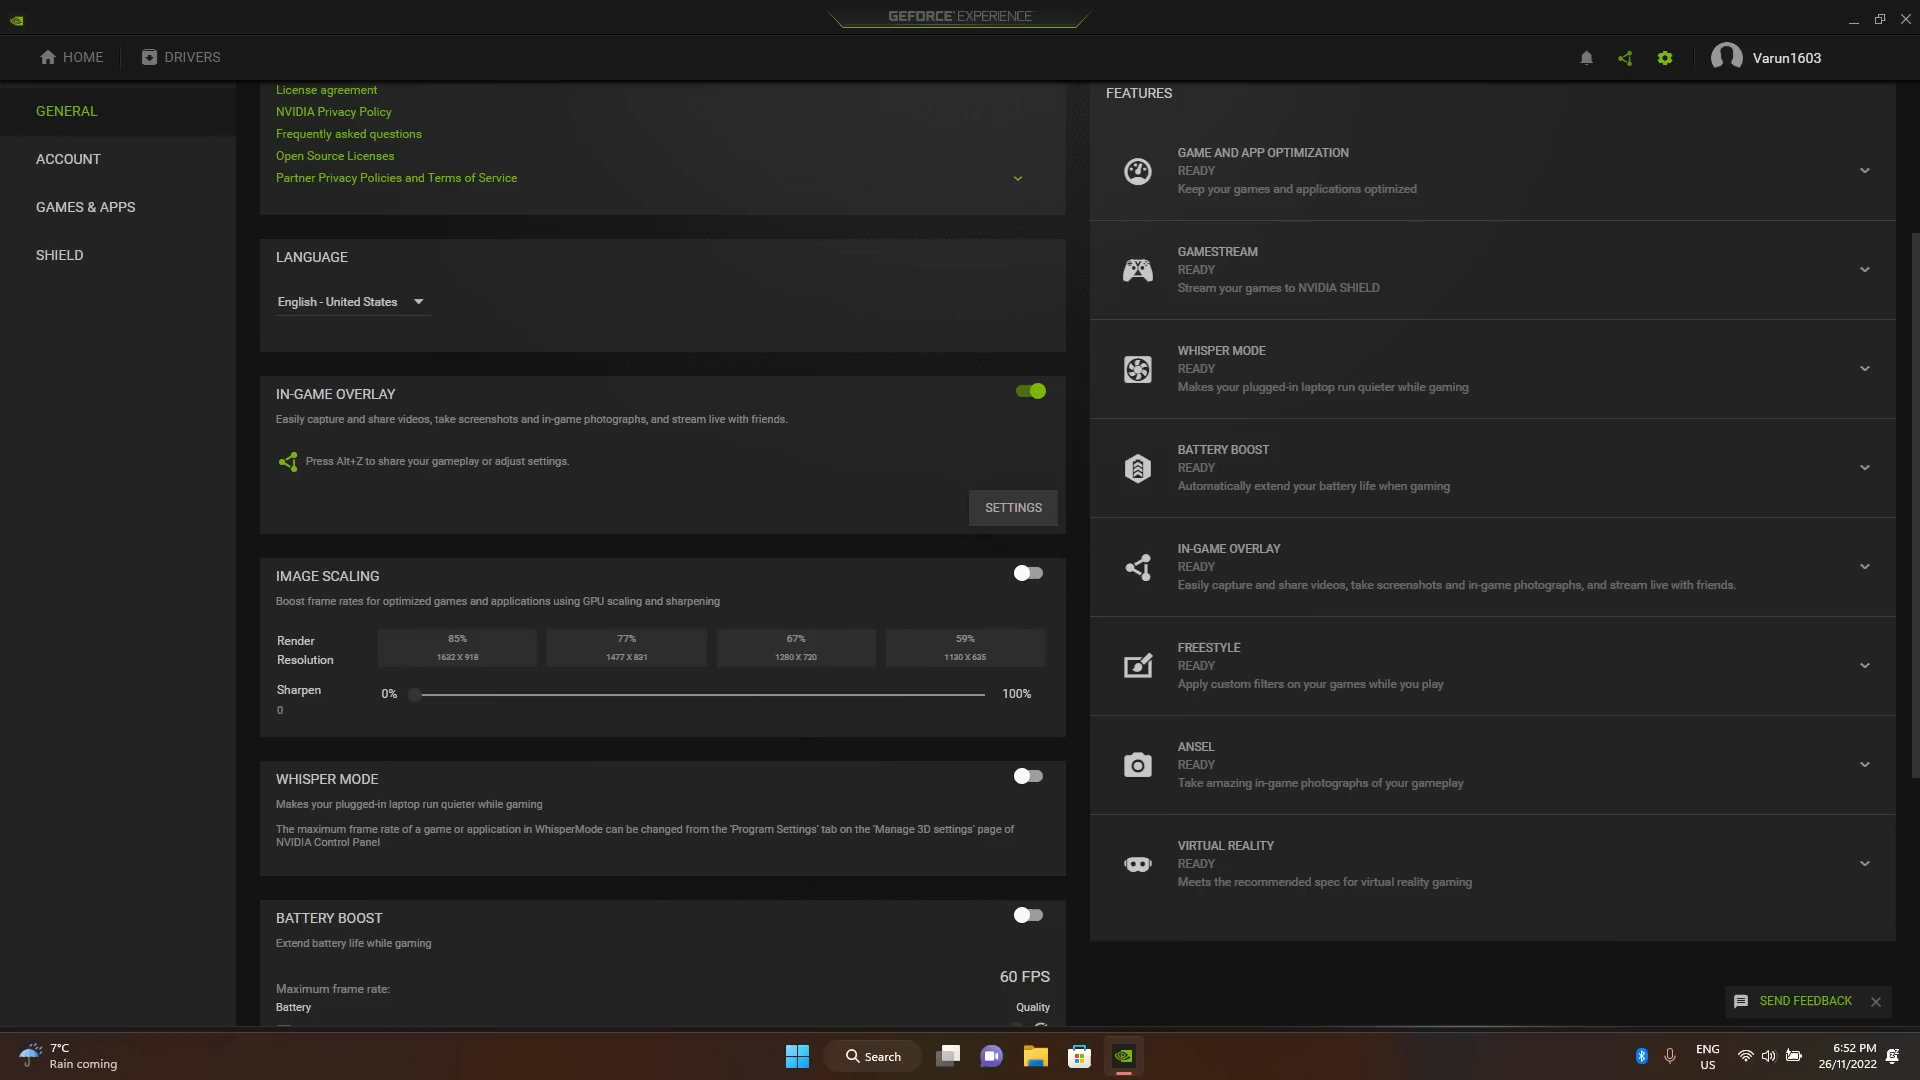 GEFORCE® EXPERIENCE™
HOME
DRIVERS
Varun1603
GENERAL
ACCOUNT
GAMES & APPS
SHIELD
License agreement
NVIDIA Privacy Policy
Frequently asked questions
Open Source Licenses
Partner Privacy Policies and Terms of Service
LANGUAGE
English - United States
IN-GAME OVERLAY
Easily capture and share videos, take screenshots and in-game photographs, and stream live with friends.
Press Alt+Z to share your gameplay or adjust settings.
SETTINGS
IMAGE SCALING
Boost frame rates for optimized games and applications using GPU scaling and sharpening
Render
Resolution
85%
1632 X 918
77%
1477 X 831
67%
1280 X 720
59%
1130 X 635
Sharpen
0
0%
100%
WHISPER MODE
Makes your plugged-in laptop run quieter while gaming
The maximum frame rate of a game or application in WhisperMode can be changed from the 'Program Settings' tab on the 'Manage 3D settings' page of
NVIDIA Control Panel
BATTERY BOOST
Extend battery life while gaming
60 FPS
Maximum frame rate:
Battery
Quality
FEATURES
GAME AND APP OPTIMIZATION
READY
Keep your games and applications optimized
GAMESTREAM
READY
Stream your games to NVIDIA SHIELD
WHISPER MODE
READY
Makes your plugged-in laptop run quieter while gaming
BATTERY BOOST
READY
Automatically extend your battery life when gaming
IN-GAME OVERLAY
READY
Easily capture and share videos, take screenshots and in-game photographs, and stream live with friends.
FREESTYLE
READY
Apply custom filters on your games while you play
ANSEL
READY
Take amazing in-game photographs of your gameplay
VIRTUAL REALITY
READY
Meets the recommended spec for virtual reality gaming
SEND FEEDBACK
7°C
Rain coming
Search
ENG
US
6:52 PM
26/11/2022